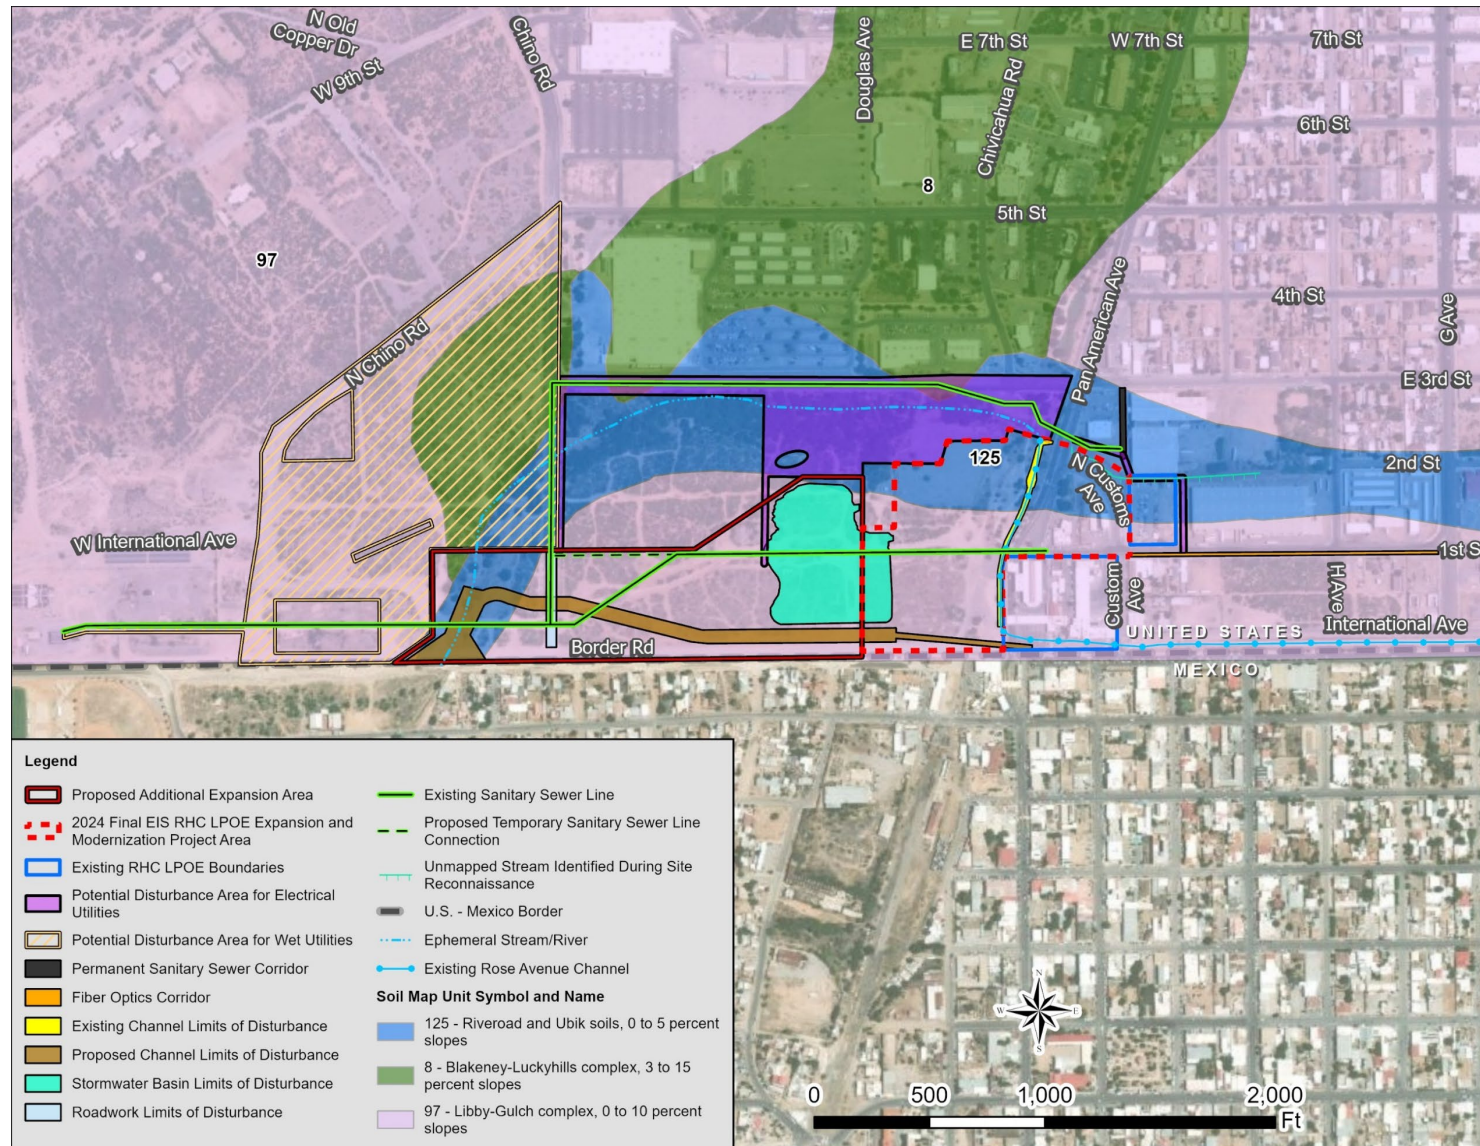 N Old
Copper Dr
Chino Rd
Douglas Ave
E 7th St
W 7th St
7th St
W 9th St
Chivicahua Rd
6th St
8
5th St
97
Pan American Ave
4th St
G Ave
N Chino Rd
E 3rd St
125
2nd St
N Customs
Ave
W International Ave
1st S
Custom
Ave
H Ave
International Ave
Border Rd
UNITED STATES
MEXICO
Legend
Proposed Additional Expansion Area
2024 Final EIS RHC LPOE Expansion and
Modernization Project Area
Existing RHC LPOE Boundaries
Potential Disturbance Area for Electrical
Utilities
Potential Disturbance Area for Wet Utilities
Permanent Sanitary Sewer Corridor
Fiber Optics Corridor
Existing Channel Limits of Disturbance
Proposed Channel Limits of Disturbance
Stormwater Basin Limits of Disturbance
Roadwork Limits of Disturbance
Existing Sanitary Sewer Line
Proposed Temporary Sanitary Sewer Line
Connection
Unmapped Stream Identified During Site
Reconnaissance
U.S. - Mexico Border
Ephemeral Stream/River
Existing Rose Avenue Channel
Soil Map Unit Symbol and Name
125 - Riveroad and Ubik soils, 0 to 5 percent
slopes
8 - Blakeney-Luckyhills complex, 3 to 15
percent slopes
97 - Libby-Gulch complex, 0 to 10 percent
slopes
N
W E
S
0 500 1,000 2,000
Ft